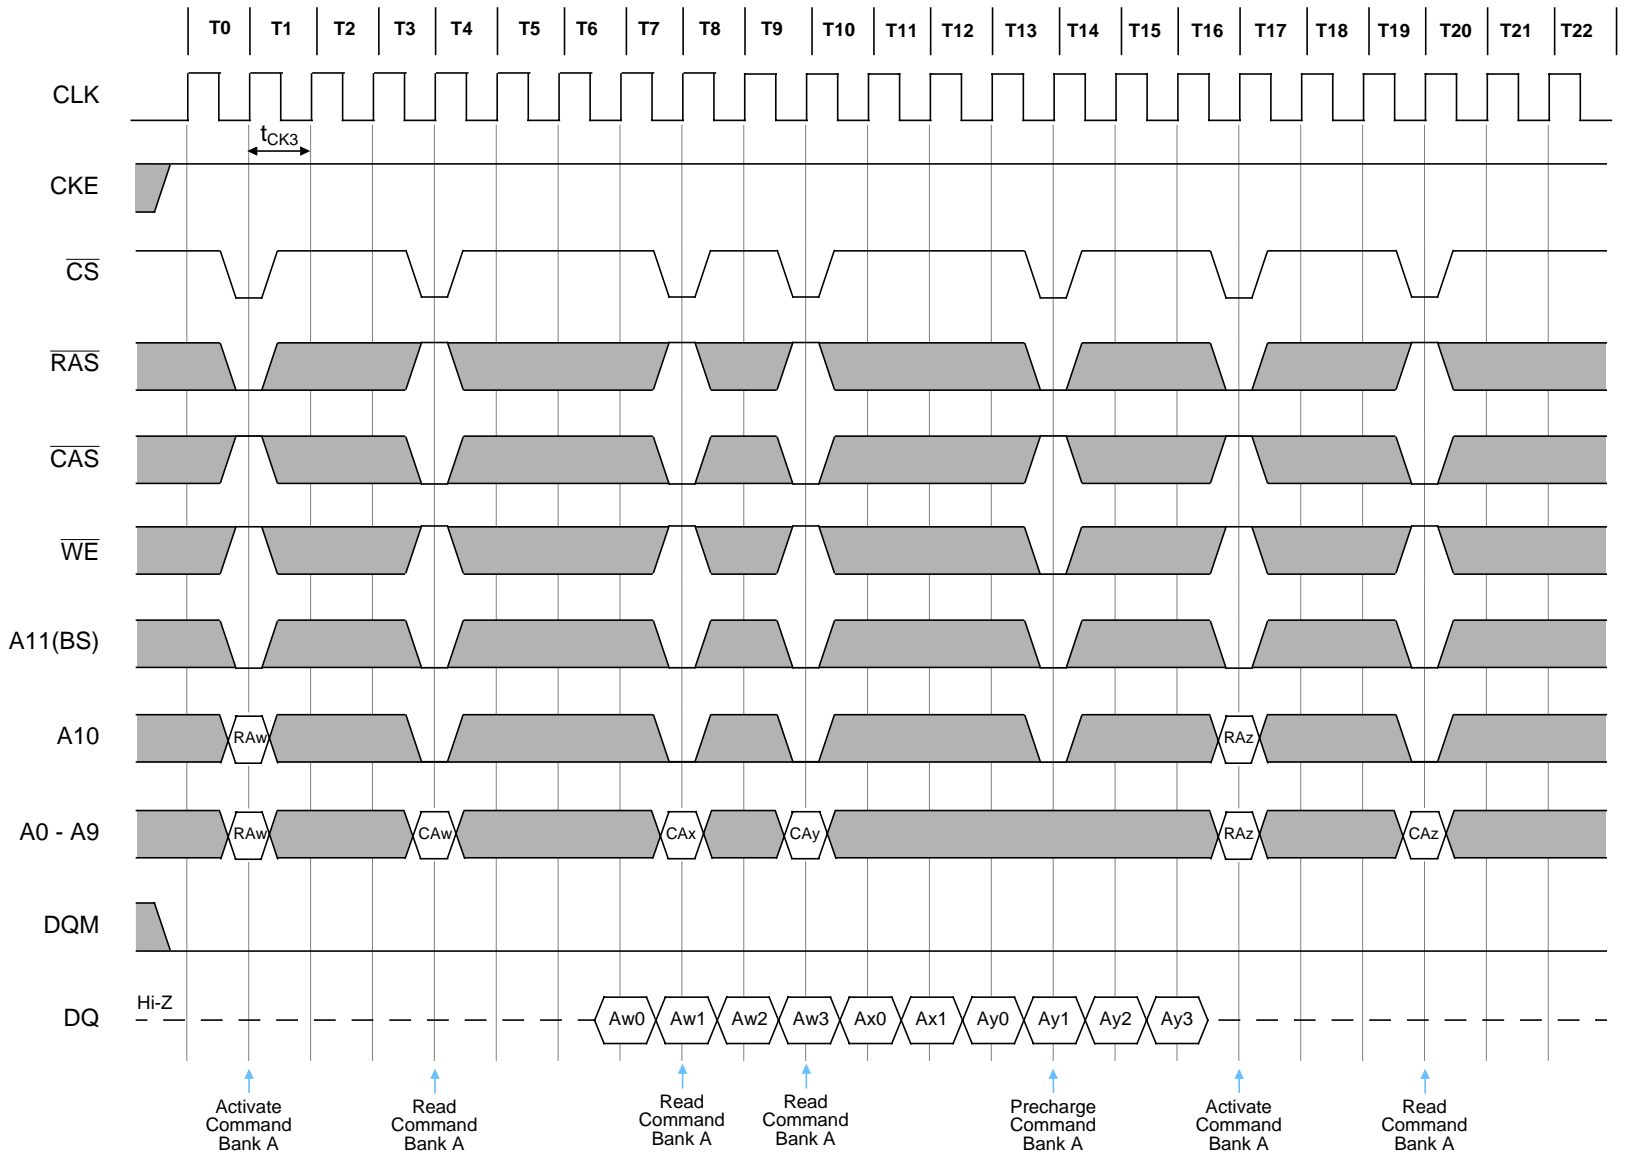 T0 T1 T2 T3 T4 T5 T6 T7 T8 T9 T10 T11 T12 T13 T14 T15 T16 T17 T18 T19 T20 T21 T22
CLK
tCK3
CKE
CS
RAS
CAS
WE
A11(BS)
A10 RAw RAz
A0 - A9 RAw CAw CAx CAy RAz CAz
DQM
Hi-Z
DQ Aw0 Aw1 Aw2 Aw3 Ax0 Ax1 Ay0 Ay1 Ay2 Ay3
Activate
Command
Bank A
Read
Command
Bank A
Read
Command
Bank A
Read
Command
Bank A
Precharge
Command
Bank A
Activate
Command
Bank A
Read
Command
Bank A